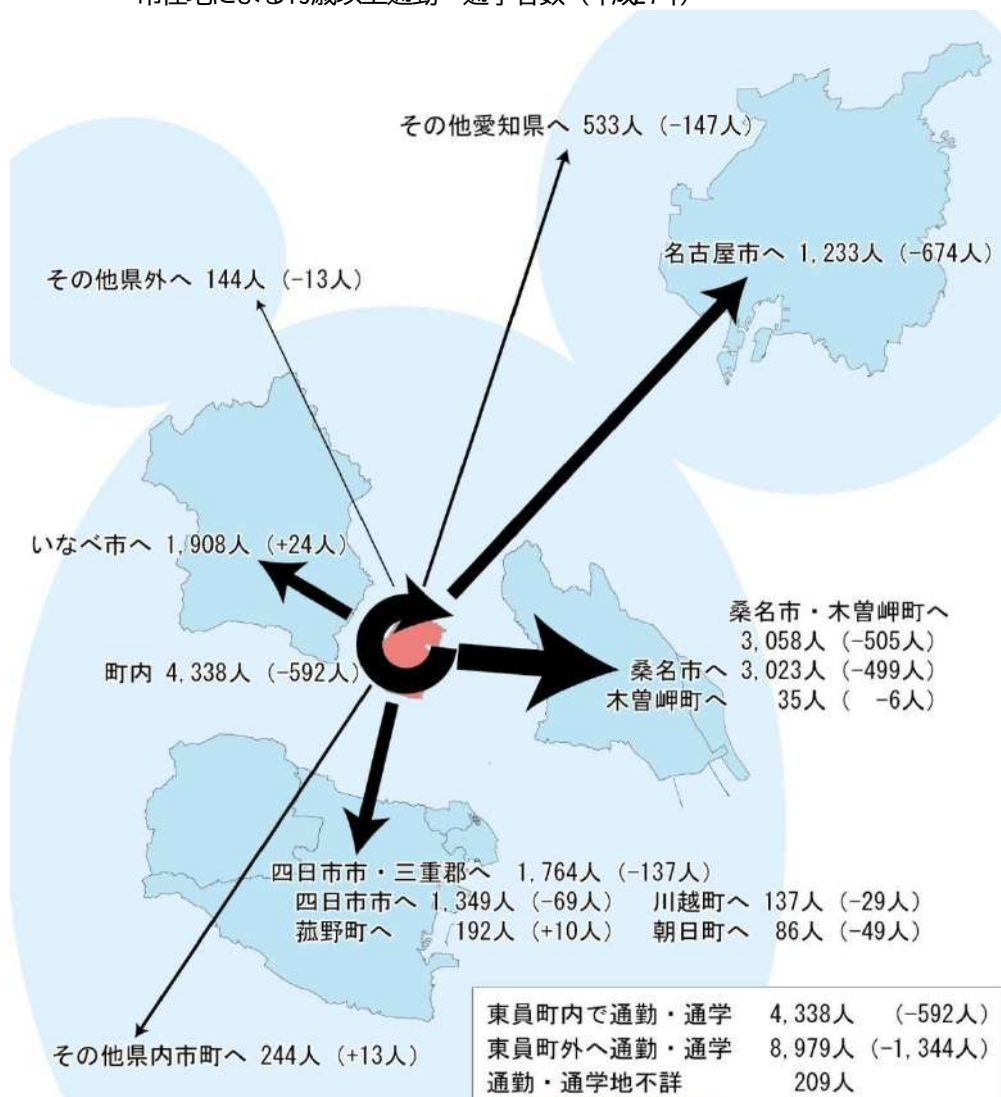 その他愛知県へ 533人 (-147人)
名古屋市へ 1,233人 (-674人)
その他県外へ 144人 (-13人)
いなべ市へ 1,908人 (+24人)
桑名市・木曽岬町へ
3,058人 (-505人)
桑名市へ 3,023人 (-499人)
木曽岬町へ 35人 ( -6人)
町内 4,338人 (-592人)
四日市市・三重郡へ 1,764人 (-137人)
四日市市へ 1,349人 (-69人) 川越町へ 137人 (-29人)
菰野町へ 192人 (+10人) 朝日町へ 86人 (-49人)
その他県内市町へ 244人 (+13人)
東員町内で通勤・通学 4,338人 (-592人)
東員町外へ通勤・通学 8,979人 (-1,344人)
通勤・通学地不詳 209人